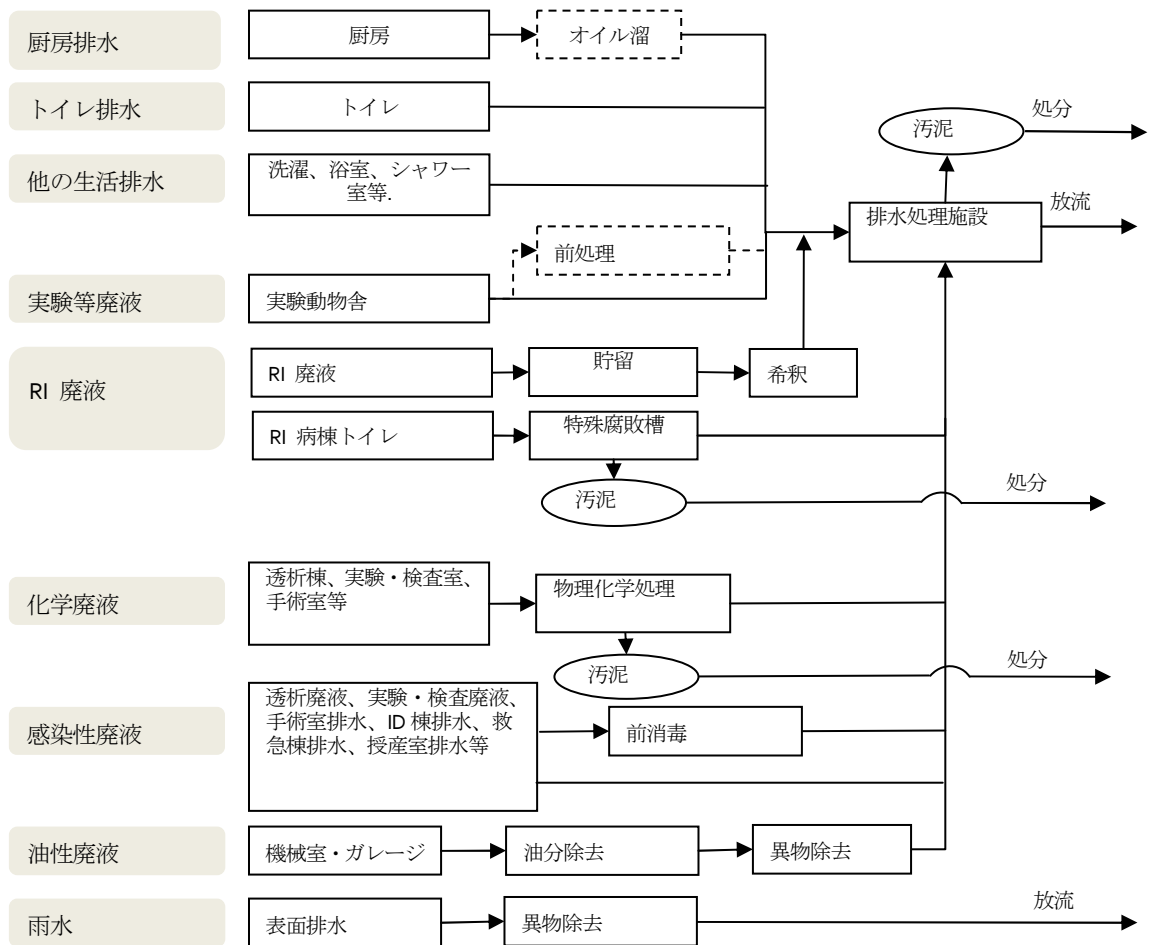 厨房排水
厨房
オイル溜
トイレ排水
トイレ
汚泥
処分
他の生活排水
洗濯、浴室、シャワー
室等.
排水処理施設
放流
前処理
実験等廃液
実験動物舎
RI 廃液
RI 廃液
貯留
希釈
RI 病棟トイレ
特殊腐敗槽
汚泥
処分
化学廃液
透析棟、実験・検査室、
手術室等
物理化学処理
汚泥
処分
感染性廃液
透析廃液、実験・検査廃液、
手術室排水、ID 棟排水、救
急棟排水、授産室排水等
前消毒
油性廃液
機械室・ガレージ
油分除去
異物除去
雨水
表面排水
異物除去
放流